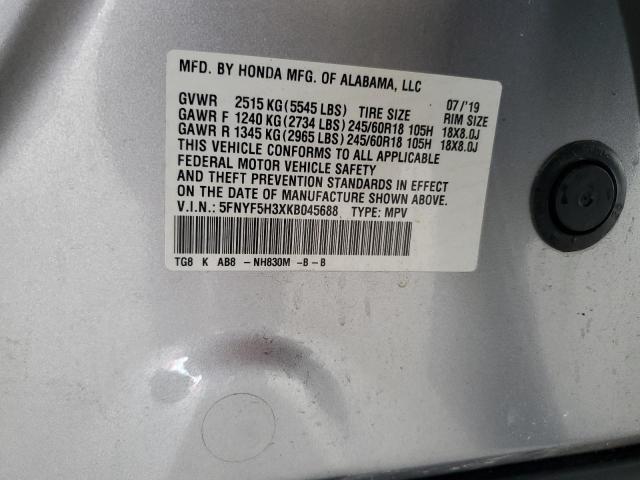 MFD. BY HONDA MFG. OF ALABAMA, LLC
07/'19
GVWR 2515 KG(5545 LBS) TIRE SIZE RIM SIZE
GAWR F 1240 KG(2734 LBS)245/60R18 105H 18X8.0J
GAWR R 1345 KG(2965 LBS)245/60R18 105H 18X8.0J
THIS VEHICLE CONFORMS TO ALL APPLICABLE
FEDERAL MOTOR VEHICLE SAFETY
AND THEFT PREVENTION STANDARDS IN EFFECT
ON THE DATE OF MANUFACTURE SHOWN ABOVE.
V.I.N.: 5FNYF5H3XKB045688 TYPE: MPV
TG8 K AB8 -NH830M -B-B